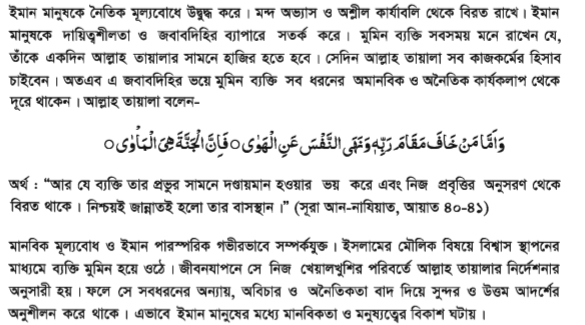 ইমান মানুষকে নৈতিক মূল্যবোধে উদ্বুদ্ধ করে । মন্দ অভ্যাস ও অশ্লীল কার্যাবলি থেকে বিরত রাখে। ইমান
মানুষকে দায়িত্বশীলতা ও জবাবদিহির ব্যাপারে সতর্ক করে । মুমিন ব্যক্তি সবসময় মনে রাখেন যে,
তাঁকে একদিন আল্লাহ তায়ালার সামনে হাজির হতে হবে । সেদিন আল্লাহ তায়ালা সব কাজকর্মের হিসাব
চাইবেন । অতএব এ জবাবদিহির ভয়ে মুমিন ব্যক্তি সব ধরনের অমানবিক ও অনৈতিক কার্যকলাপ থেকে
দূরে থাকেন । আল্লাহ তায়ালা বলেন-
وَاَمَّا مَنْ خَافَ مَقَامَ رَبِّهٖ وَنَهَى النَّفْسَ عَنِ الْهَوٰى ○ فَاِنَّ الْجَنَّةَ هِىَ الْمَأْوٰى ○
অর্থ : “আর যে ব্যক্তি তার প্রভুর সামনে দণ্ডায়মান হওয়ার ভয় করে এবং নিজ প্রবৃত্তির অনুসরণ থেকে
বিরত থাকে । নিশ্চয়ই জান্নাতই হলো তার বাসস্থান ।” (সূরা আন-নাযিয়াত, আয়াত ৪০-৪১)
মানবিক মূল্যবোধ ও ইমান পারস্পরিক গভীরভাবে সম্পর্কযুক্ত । ইসলামের মৌলিক বিষয়ে বিশ্বাস স্থাপনের
মাধ্যমে ব্যক্তি মুমিন হয়ে ওঠে । জীবনযাপনে সে নিজ খেয়ালখুশির পরিবর্তে আল্লাহ তায়ালার নির্দেশনার
অনুসারী হয় । ফলে সে সবধরনের অন্যায়, অবিচার ও অনৈতিকতা বাদ দিয়ে সুন্দর ও উত্তম আদর্শের
অনুশীলন করে থাকে । এভাবে ইমান মানুষের মধ্যে মানবিকতা ও মনুষ্যত্বের বিকাশ ঘটায় ।